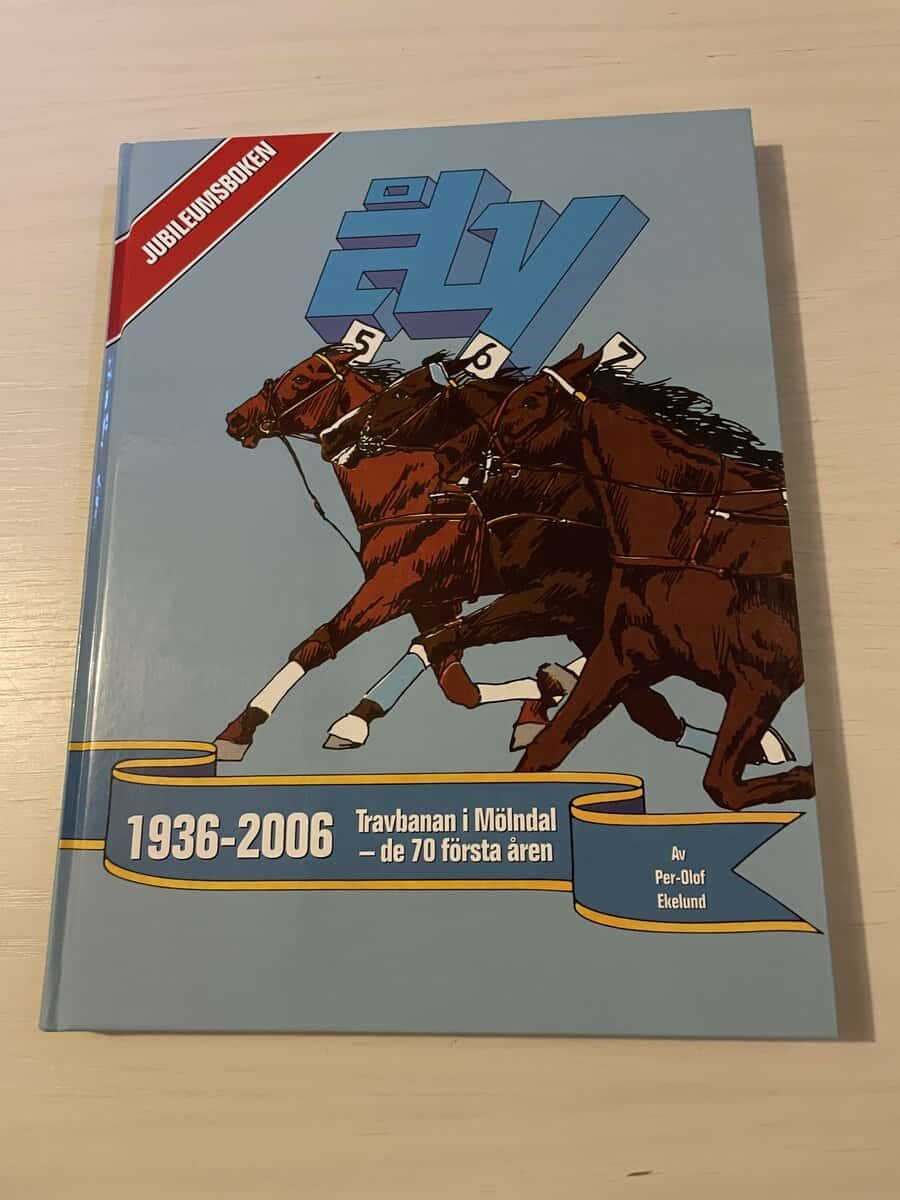 JUBILEUMSBOKEN
åby
5
6
7
1936-2006
Travbanan i Mölndal
– de 70 första åren
Av
Per-Olof
Ekelund